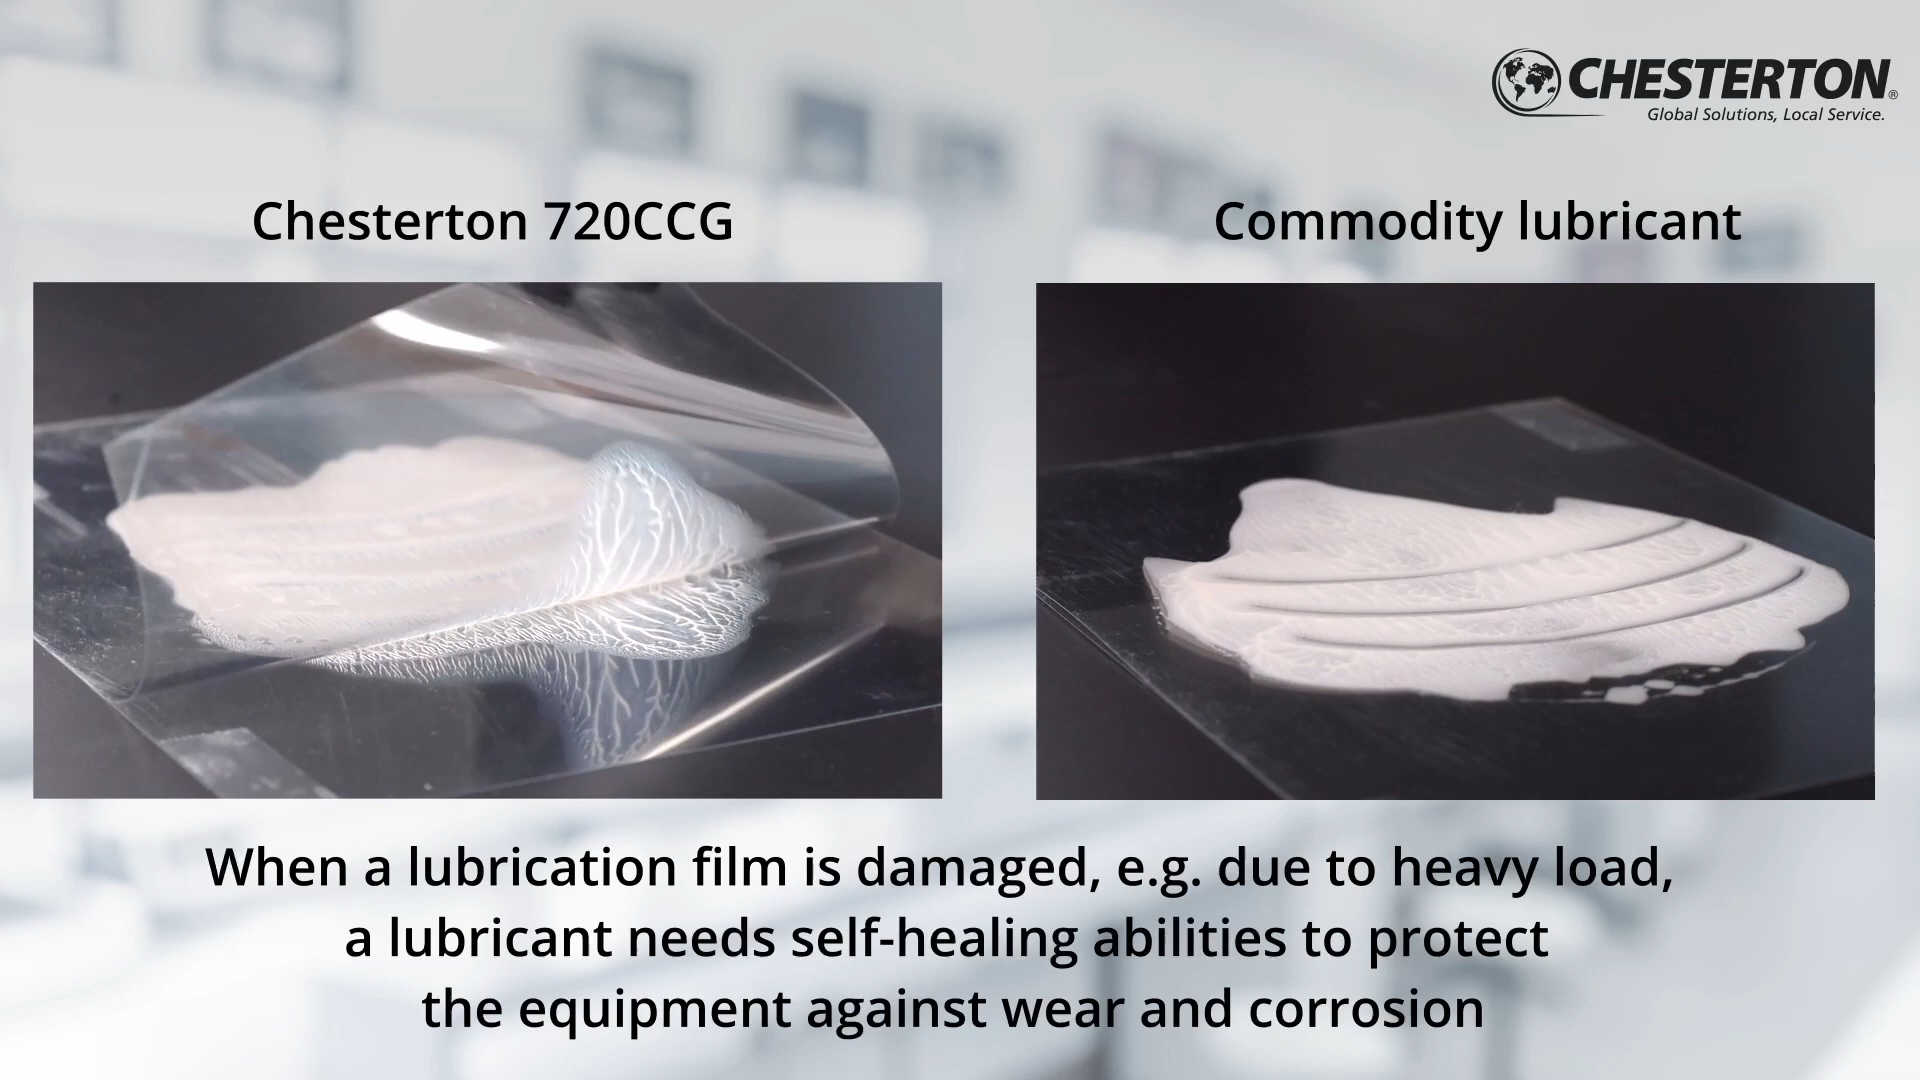 CHESTERTON®
Global Solutions, Local Service.
Chesterton 720CCG
Commodity lubricant
When a lubrication film is damaged, e.g. due to heavy load,
a lubricant needs self-healing abilities to protect
the equipment against wear and corrosion